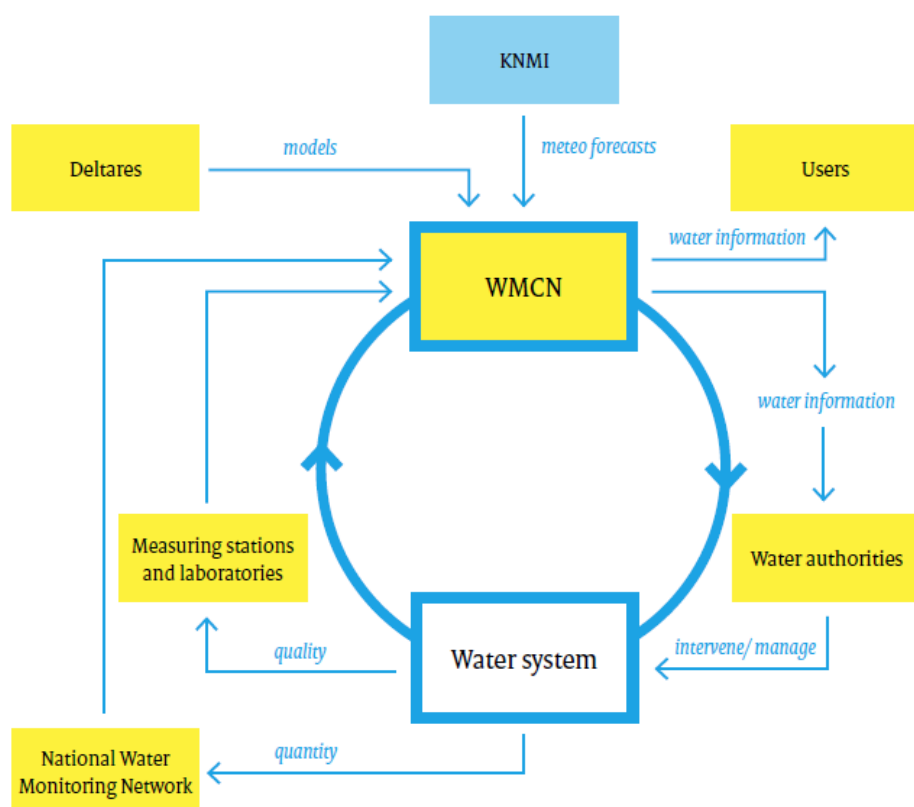 KNMI
Deltares
models
meteo forecasts
Users
water information
WMCN
water information
Measuring stations
and laboratories
Water authorities
quality
Water system
intervene/ manage
National Water
Monitoring Network
quantity